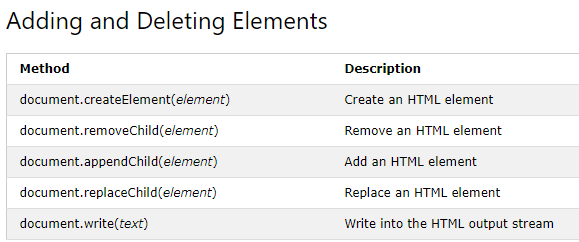 Adding and Deleting Elements
Method Description
document.createElement(element) Create an HTML element
document.removeChild(element) Remove an HTML element
document.appendChild(element) Add an HTML element
document.replaceChild(element) Replace an HTML element
document.write(text) Write into the HTML output stream